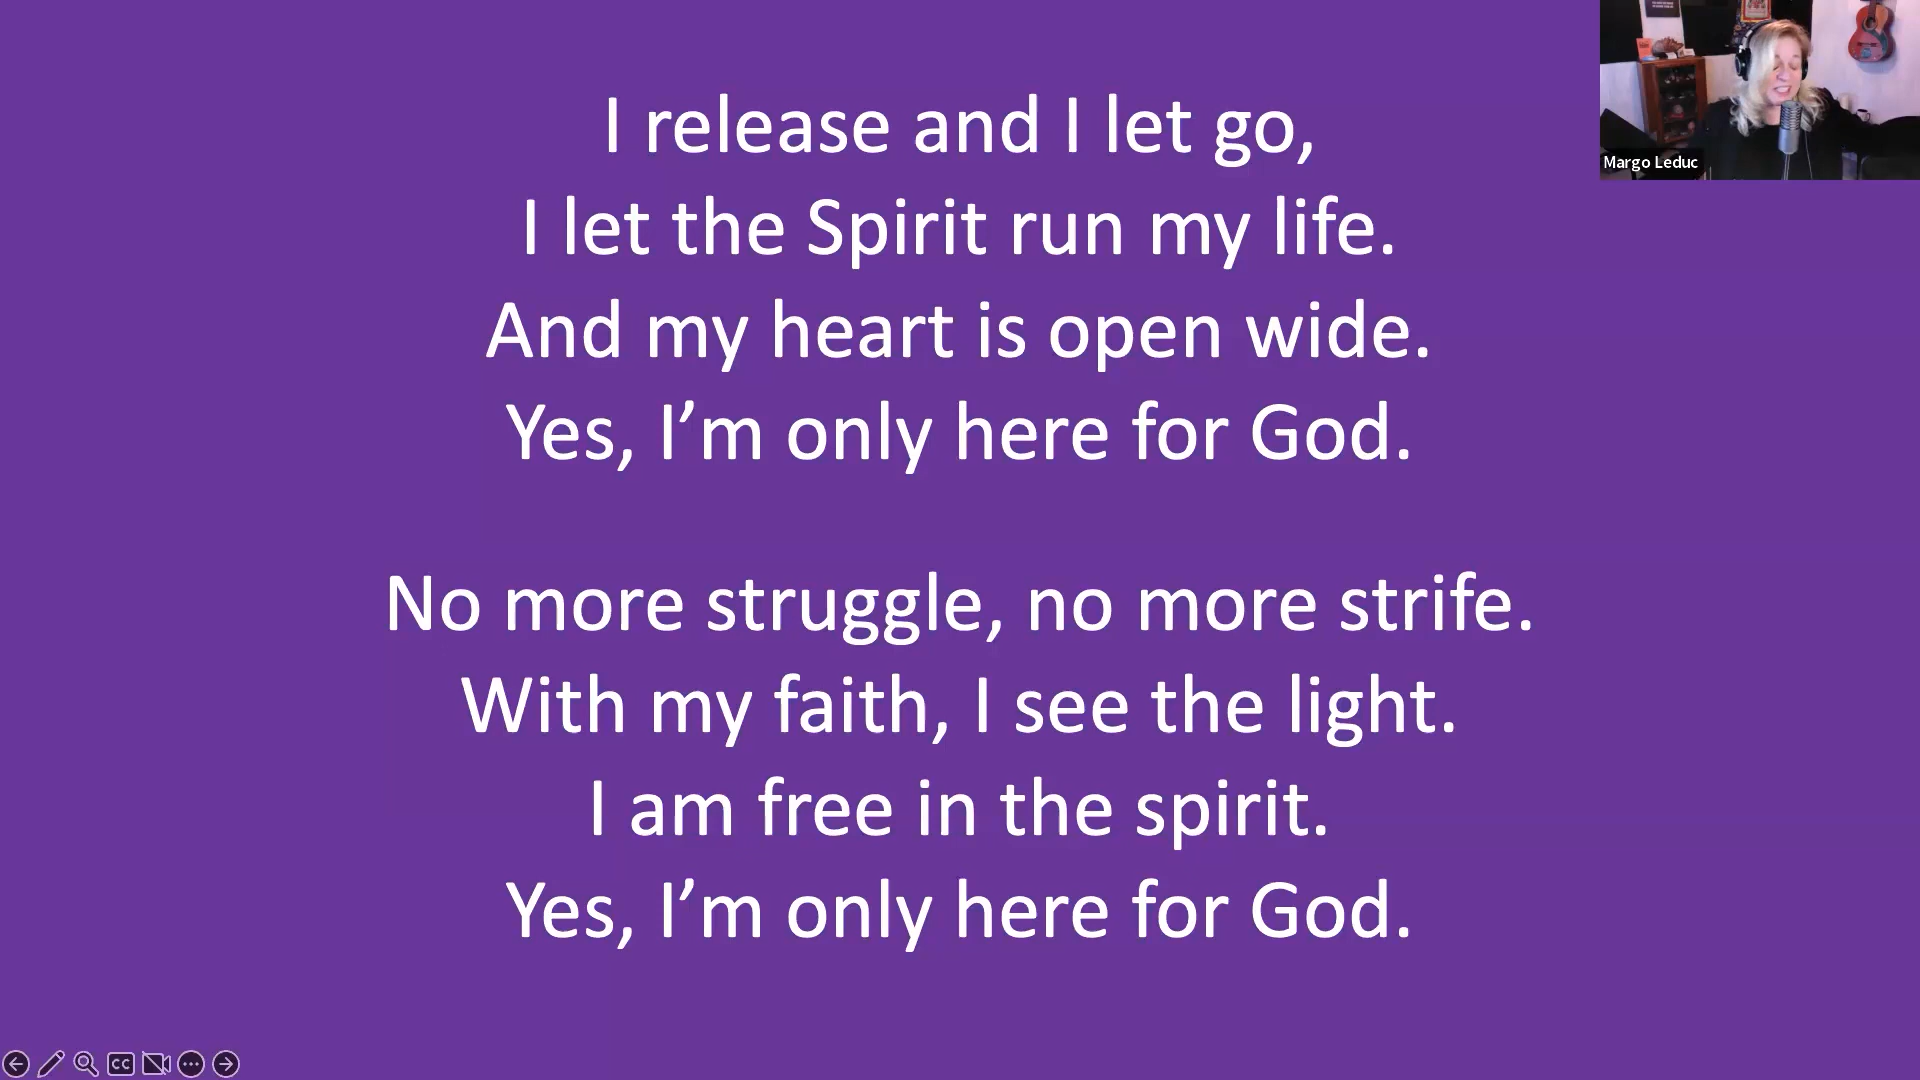 I release and I let go,
I let the Spirit run my life.
And my heart is open wide.
Yes, I’m only here for God.
No more struggle, no more strife.
With my faith, I see the light.
I am free in the spirit.
Yes, I’m only here for God.
Margo Leduc
CC